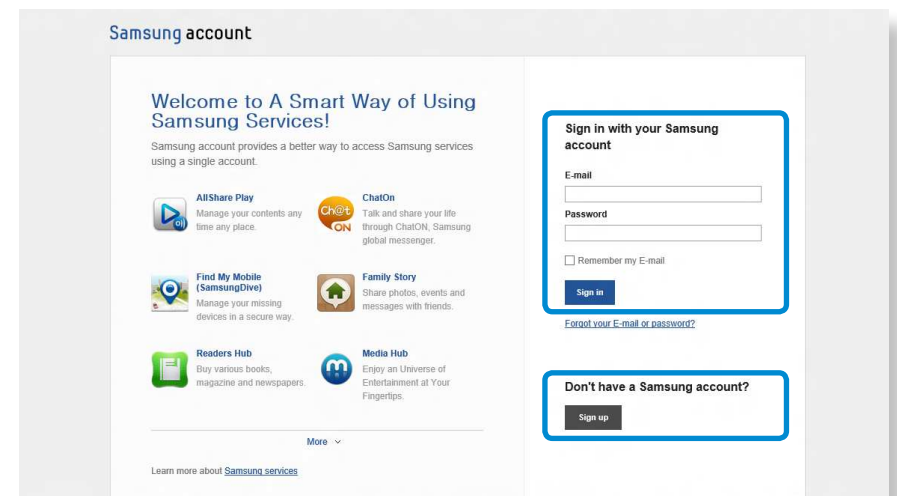 Samsung account
Welcome to A Smart Way of Using
Samsung Services!
Samsung account provides a better way to access Samsung services
using a single account.
AllShare Play
Manage your contents any
time any place.
ChatOn
Talk and share your life
through ChatON, Samsung
global messenger.
Ch@t
ON
Find My Mobile
(SamsungDive)
Manage your missing
devices in a secure way.
Family Story
Share photos, events and
messages with friends.
Readers Hub
Buy various books,
magazine and newspapers.
m
Media Hub
Enjoy an Universe of
Entertainment at Your
Fingertips.
More
Learn more about Samsung services
Sign in with your Samsung
account
E-mail
Password
Remember my E-mail
Sign in
Forgot your E-mail or password?
Don't have a Samsung account?
Sign up